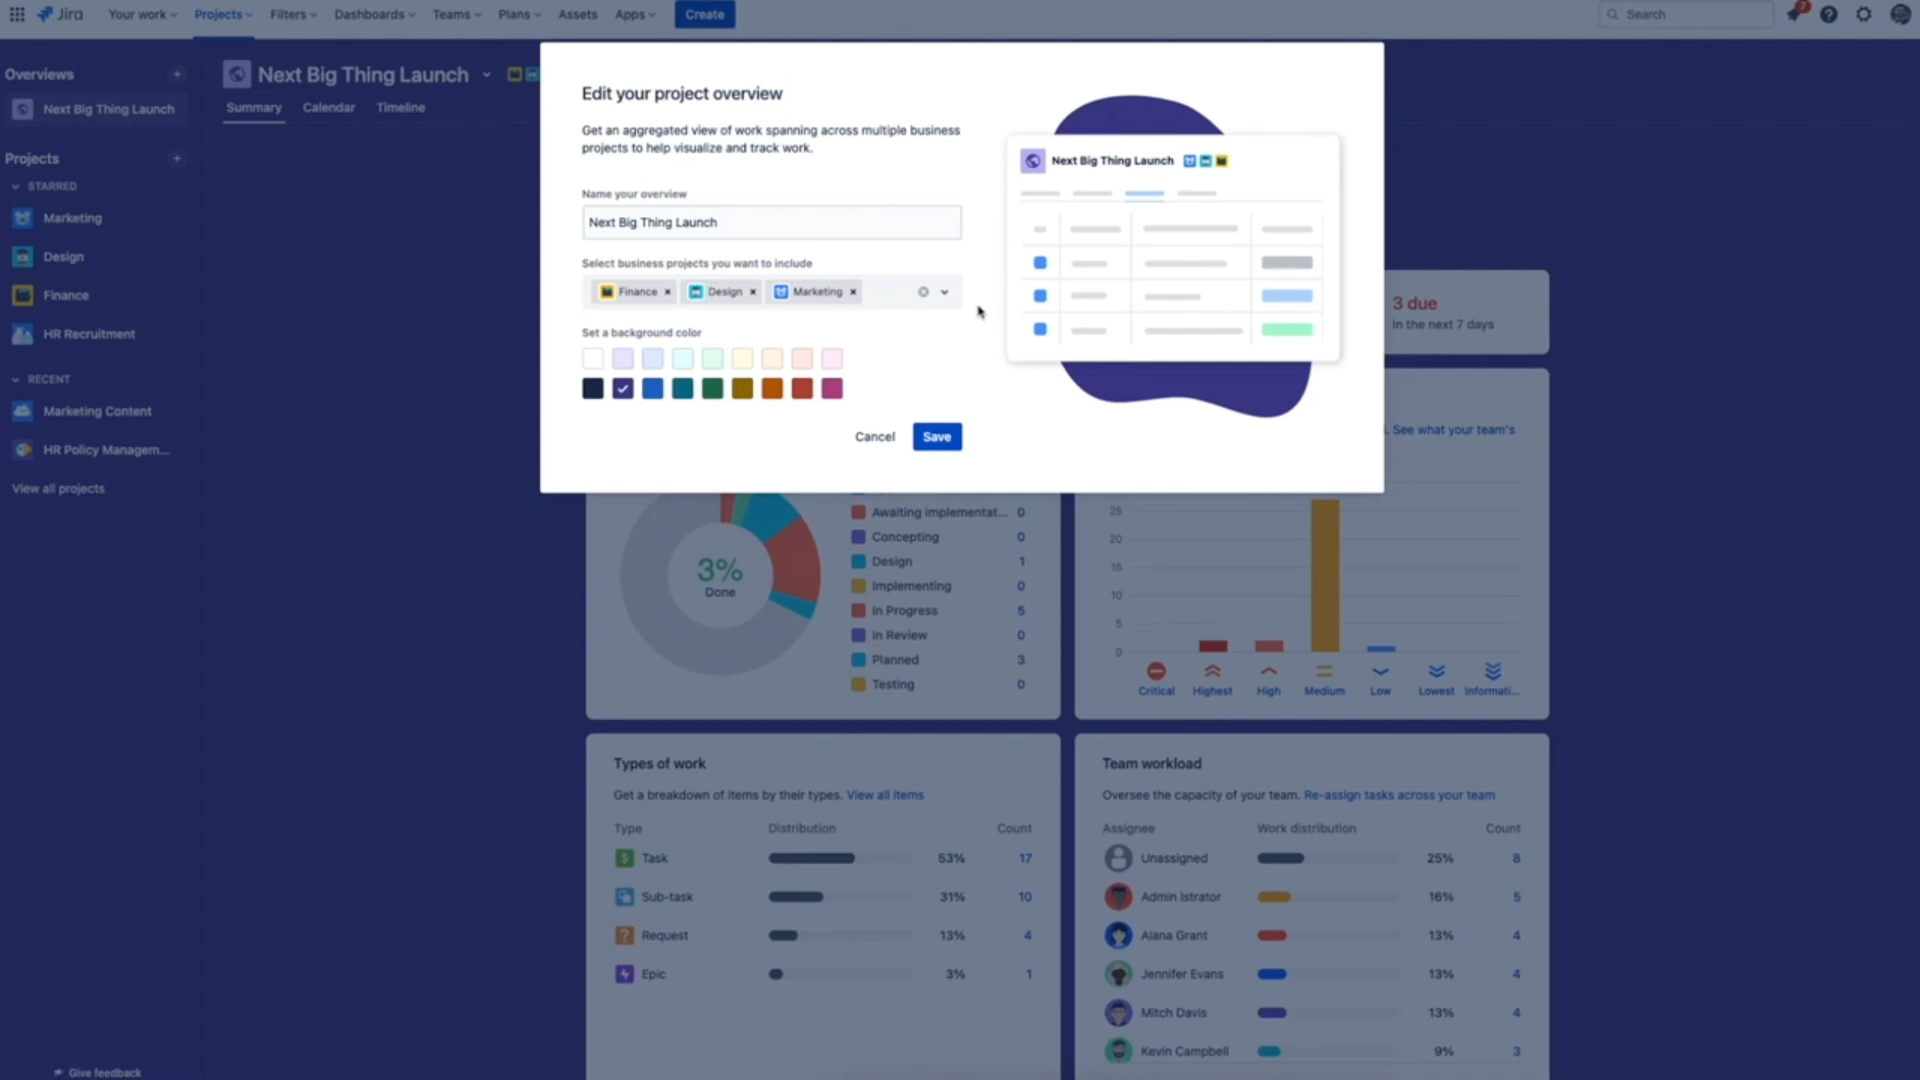 Jira
Your work
Projects
Filters
Dashboards
Teams
Plans
Assets
Apps
Create
Search
7
Overviews
Next Big Thing Launch
Projects
STARRED
Marketing
Design
Finance
HR Recruitment
RECENT
Marketing Content
HR Policy Managem...
View all projects
Give feedback
Next Big Thing Launch
Summary
Calendar
Timeline
Edit your project overview
Get an aggregated view of work spanning across multiple business
projects to help visualize and track work.
Name your overview
Next Big Thing Launch
Select business projects you want to include
Finance
Design
Marketing
Set a background color
Cancel
Save
Next Big Thing Launch
3 due
in the next 7 days
. See what your team's
3%
Done
Awaiting implementat... 0
Concepting 0
Design 1
Implementing 0
In Progress 5
In Review 0
Planned 3
Testing 0
25
20
15
10
5
0
Critical
Highest
High
Medium
Low
Lowest
Informati...
Types of work
Get a breakdown of items by their types. View all items
Type Distribution Count
Task 53% 17
Sub-task 31% 10
Request 13% 4
Epic 3% 1
Team workload
Oversee the capacity of your team. Re-assign tasks across your team
Assignee Work distribution Count
Unassigned 25% 8
Admin Istrator 16% 5
Alana Grant 13% 4
Jennifer Evans 13% 4
Mitch Davis 13% 4
Kevin Campbell 9% 3